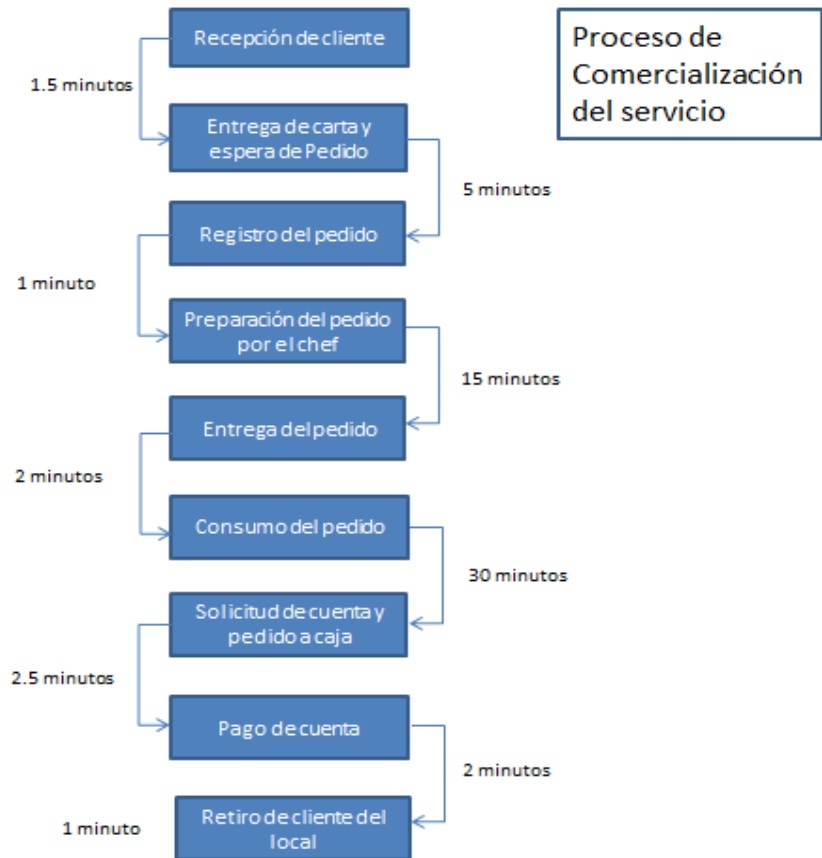 Recepción de cliente
Proceso de
Comercialización
del servicio
1.5 minutos
Entrega de carta y
espera de Pedido
5 minutos
Registro del pedido
1 minuto
Preparación del pedido
por el chef
15 minutos
Entrega del pedido
2 minutos
Consumo del pedido
30 minutos
Solicitud de cuenta y
pedido a caja
2.5 minutos
Pago de cuenta
2 minutos
Retiro de cliente del
local
1 minuto